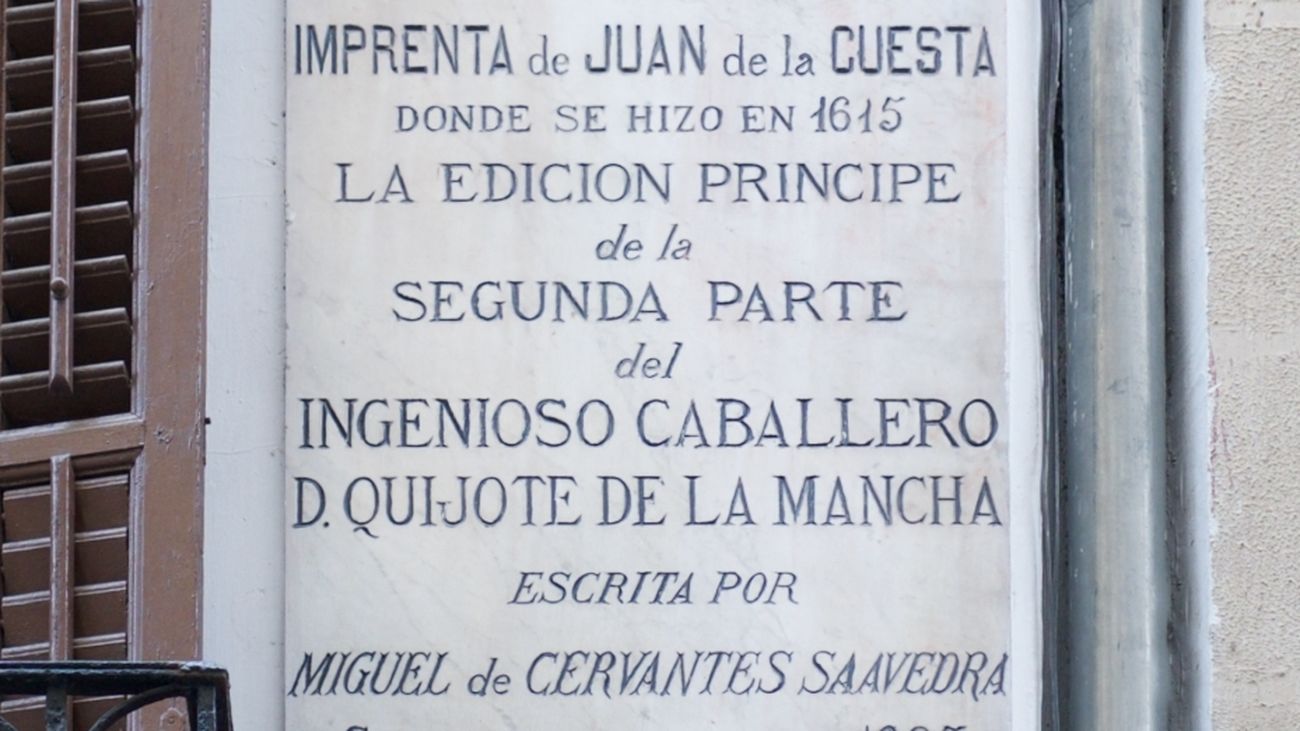 IMPRENTA de JUAN de la CUESTA
DONDE SE HIZO EN 1615
LA EDICION PRINCIPE
de la
SEGUNDA PARTE
del
INGENIOSO CABALLERO
D. QUIJOTE DE LA MANCHA
ESCRITA POR
MIGUEL de CERVANTES SAAVEDRA